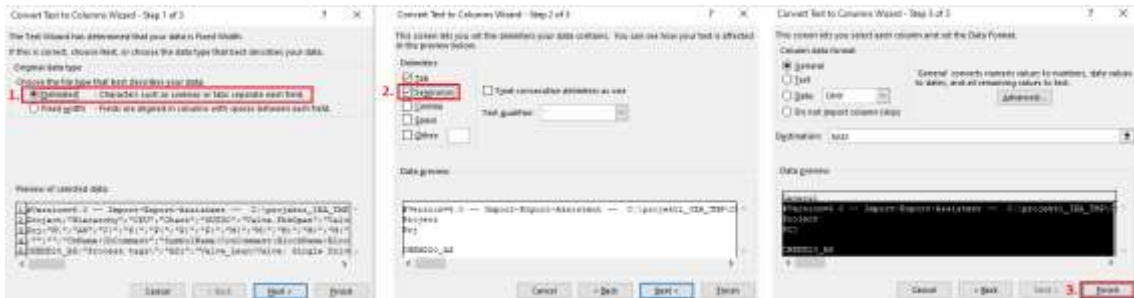 Convert Text to Columns Wizard - Step 1 of 3
? ×
The Text Wizard has determined that your data is Fixed Width.
If this is correct, choose Next, or choose the data type that best describes your data.
Original data type
Choose the file type that best describes your data:
1.
Delimited - Characters such as commas or tabs separate each field.
Fixed width - Fields are aligned in columns with spaces between each field.
Preview of selected data:
Cancel < Back Next > Finish
Convert Text to Columns Wizard - Step 2 of 3
? ×
This screen lets you set the delimiters your data contains. You can see how your text is affected
in the preview below.
Delimiters
Tab
2.
Semicolon
Treat consecutive delimiters as one
Comma
Space
Text qualifier:
Other:
Data preview
Project
Prj
Cancel < Back Next > Finish
Convert Text to Columns Wizard - Step 3 of 3
? ×
This screen lets you select each column and set the Data Format.
Column data format
General
Text
Date:
Do not import column (skip)
'General' converts numeric values to numbers, date values
to dates, and all remaining values to text.
Advanced...
Destination:
Data preview
General
Project
Prj
Cancel < Back Next > 3. Finish